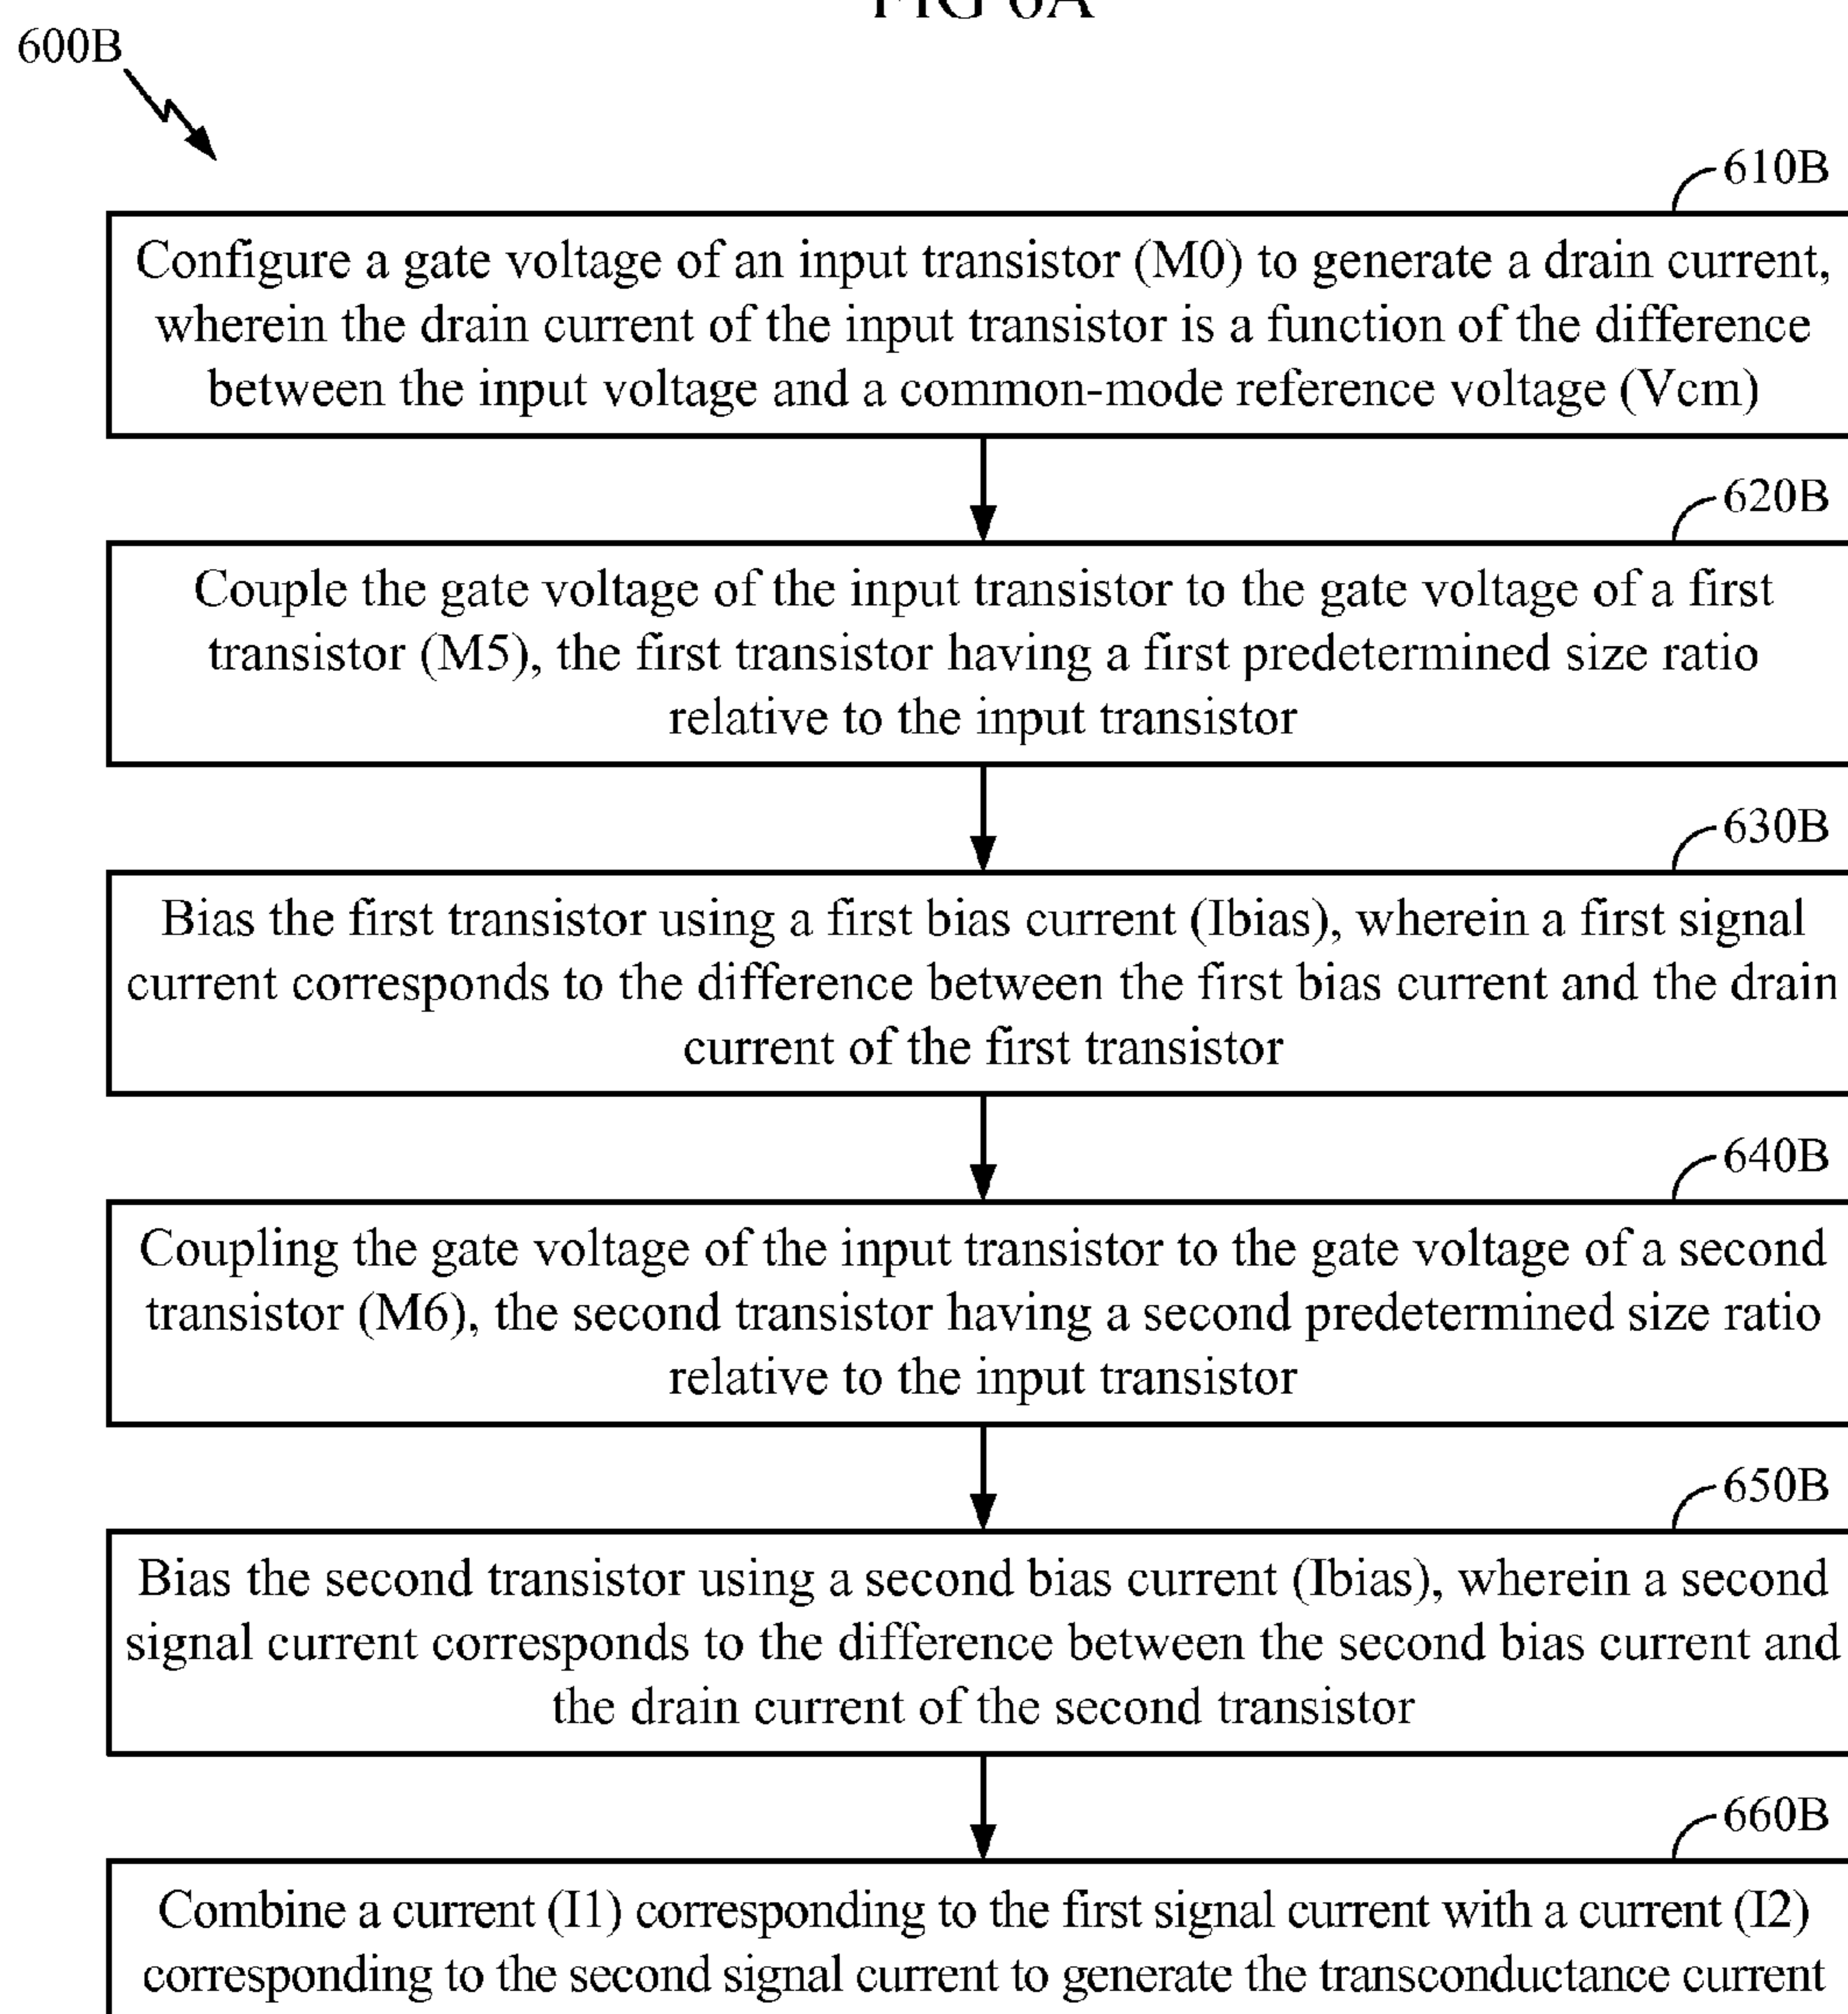 FIG 6A
600B
610B
Configure a gate voltage of an input transistor (M0) to generate a drain current,
wherein the drain current of the input transistor is a function of the difference
between the input voltage and a common-mode reference voltage (Vcm)
620B
Couple the gate voltage of the input transistor to the gate voltage of a first
transistor (M5), the first transistor having a first predetermined size ratio
relative to the input transistor
630B
Bias the first transistor using a first bias current (Ibias), wherein a first signal
current corresponds to the difference between the first bias current and the drain
current of the first transistor
640B
Coupling the gate voltage of the input transistor to the gate voltage of a second
transistor (M6), the second transistor having a second predetermined size ratio
relative to the input transistor
650B
Bias the second transistor using a second bias current (Ibias), wherein a second
signal current corresponds to the difference between the second bias current and
the drain current of the second transistor
660B
Combine a current (I1) corresponding to the first signal current with a current (I2)
corresponding to the second signal current to generate the transconductance current